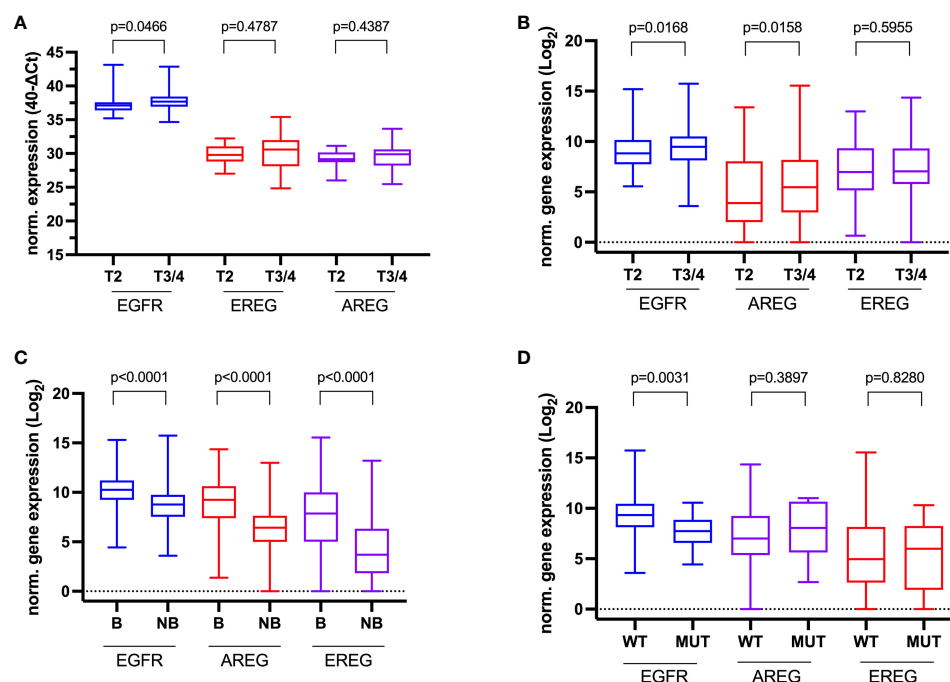 A
p=0.0466 p=0.4787 p=0.4387
norm. expression (40-ΔCt)
45
40
35
30
25
20
15
T2 T3/4 T2 T3/4 T2 T3/4
EGFR EREG AREG
B
p=0.0168 p=0.0158 p=0.5955
norm. gene expression (Log2)
20
15
10
5
0
T2 T3/4 T2 T3/4 T2 T3/4
EGFR AREG EREG
C
p<0.0001 p<0.0001 p<0.0001
norm. gene expression (Log2)
20
15
10
5
0
B NB B NB B NB
EGFR AREG EREG
D
p=0.0031 p=0.3897 p=0.8280
norm. gene expression (Log2)
20
15
10
5
0
WT MUT WT MUT WT MUT
EGFR AREG EREG